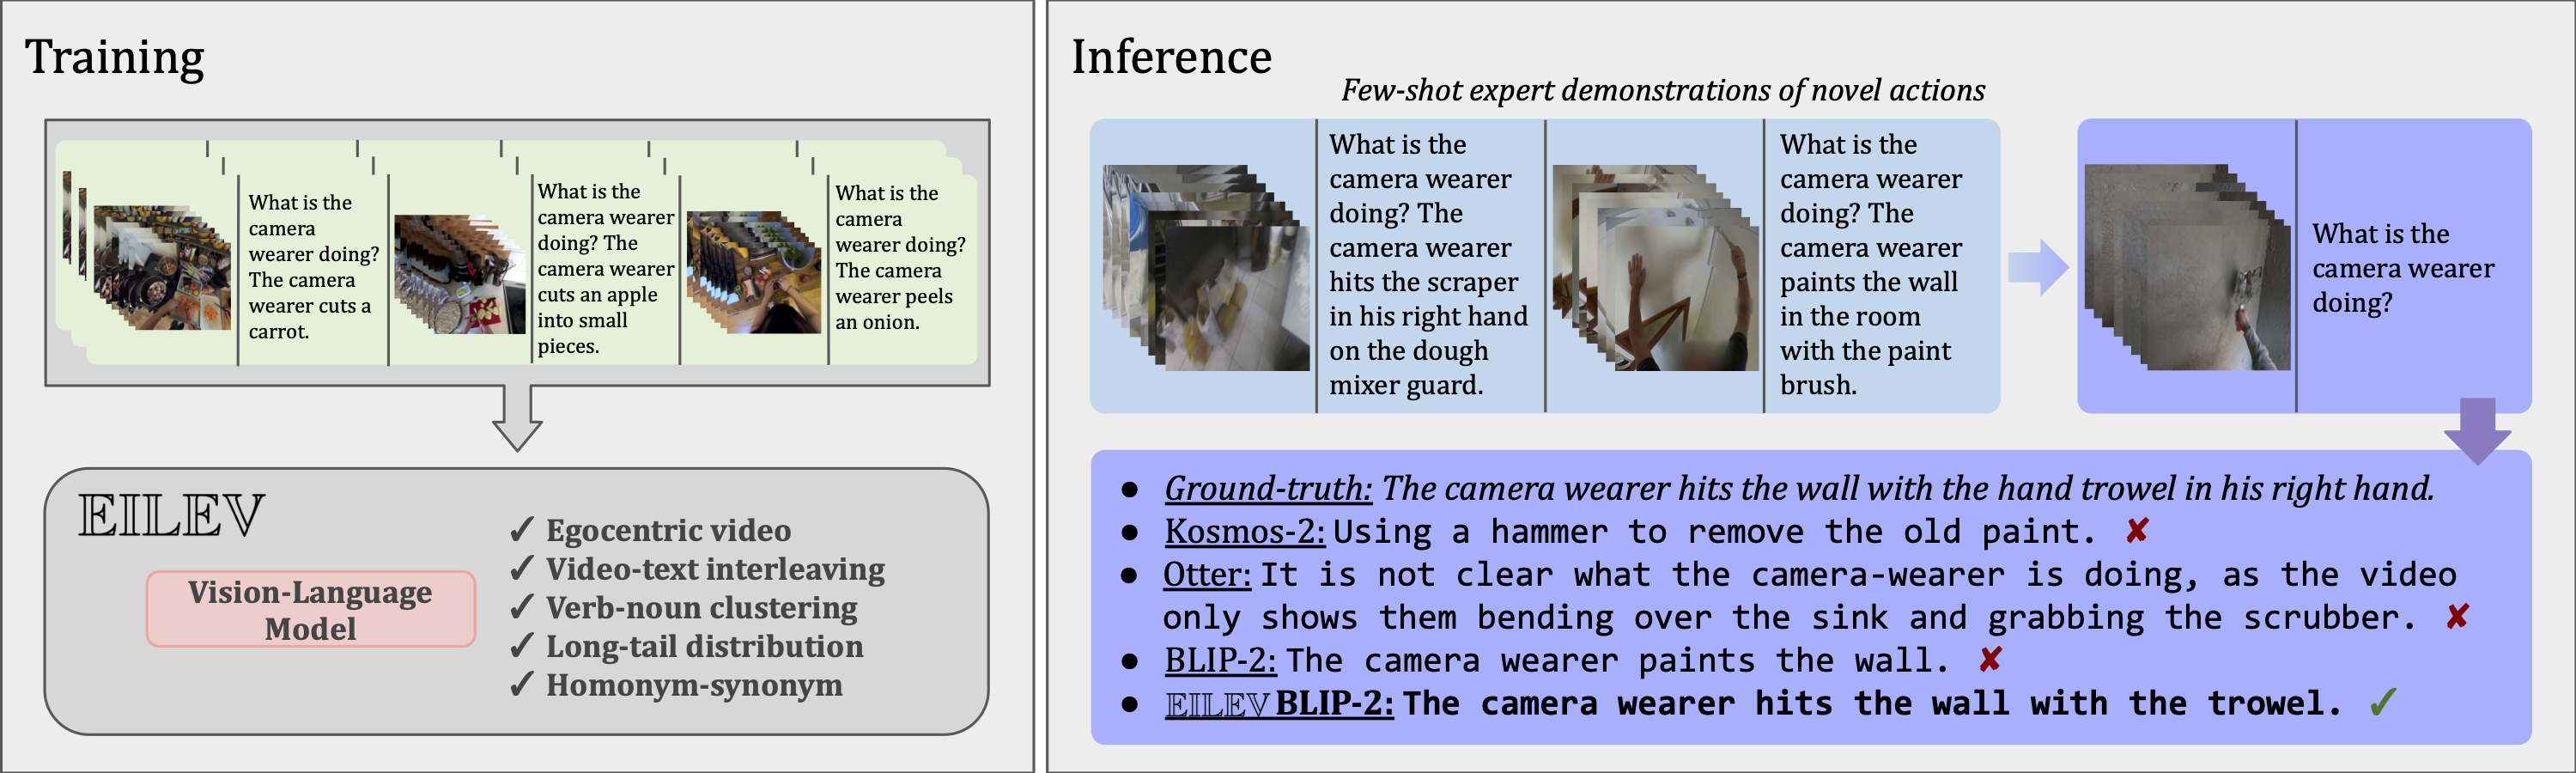 Training
What is the
camera
wearer doing?
The camera
wearer cuts a
carrot.
What is the
camera wearer
doing? The
camera wearer
cuts an apple
into small
pieces.
What is the
camera
wearer doing?
The camera
wearer peels
an onion.
EILEV
Vision-Language
Model
✓ Egocentric video
✓ Video-text interleaving
✓ Verb-noun clustering
✓ Long-tail distribution
✓ Homonym-synonym
Inference
Few-shot expert demonstrations of novel actions
What is the
camera wearer
doing? The
camera wearer
hits the scraper
in his right hand
on the dough
mixer guard.
What is the
camera wearer
doing? The
camera wearer
paints the wall
in the room
with the paint
brush.
What is the
camera wearer
doing?
● Ground-truth: The camera wearer hits the wall with the hand trowel in his right hand.
● Kosmos-2: Using a hammer to remove the old paint. ✘
● Otter: It is not clear what the camera-wearer is doing, as the video
only shows them bending over the sink and grabbing the scrubber. ✘
● BLIP-2: The camera wearer paints the wall. ✘
● EILEV BLIP-2: The camera wearer hits the wall with the trowel. ✓